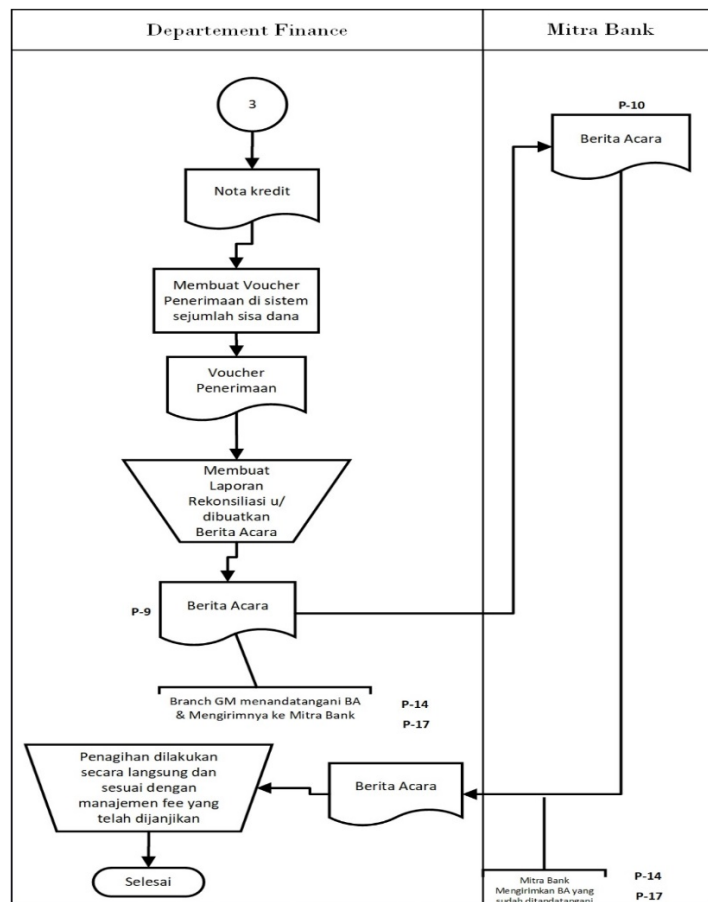 Departement Finance
Mitra Bank
3
P-10
Berita Acara
Nota kredit
Membuat Voucher
Penerimaan di sistem
sejumlah sisa dana
Voucher
Penerimaan
Membuat
Laporan
Rekonsiliasi u/
dibuatkan
Berita Acara
P-9
Berita Acara
Branch GM menandatangani BA
& Mengirimnya ke Mitra Bank
P-14
P-17
Penagihan dilakukan
secara langsung dan
sesuai dengan
manajemen fee yang
telah dijanjikan
Berita Acara
Selesai
Mitra Bank
Mengirimkan BA yang
sudah ditandatangani
P-14
P-17